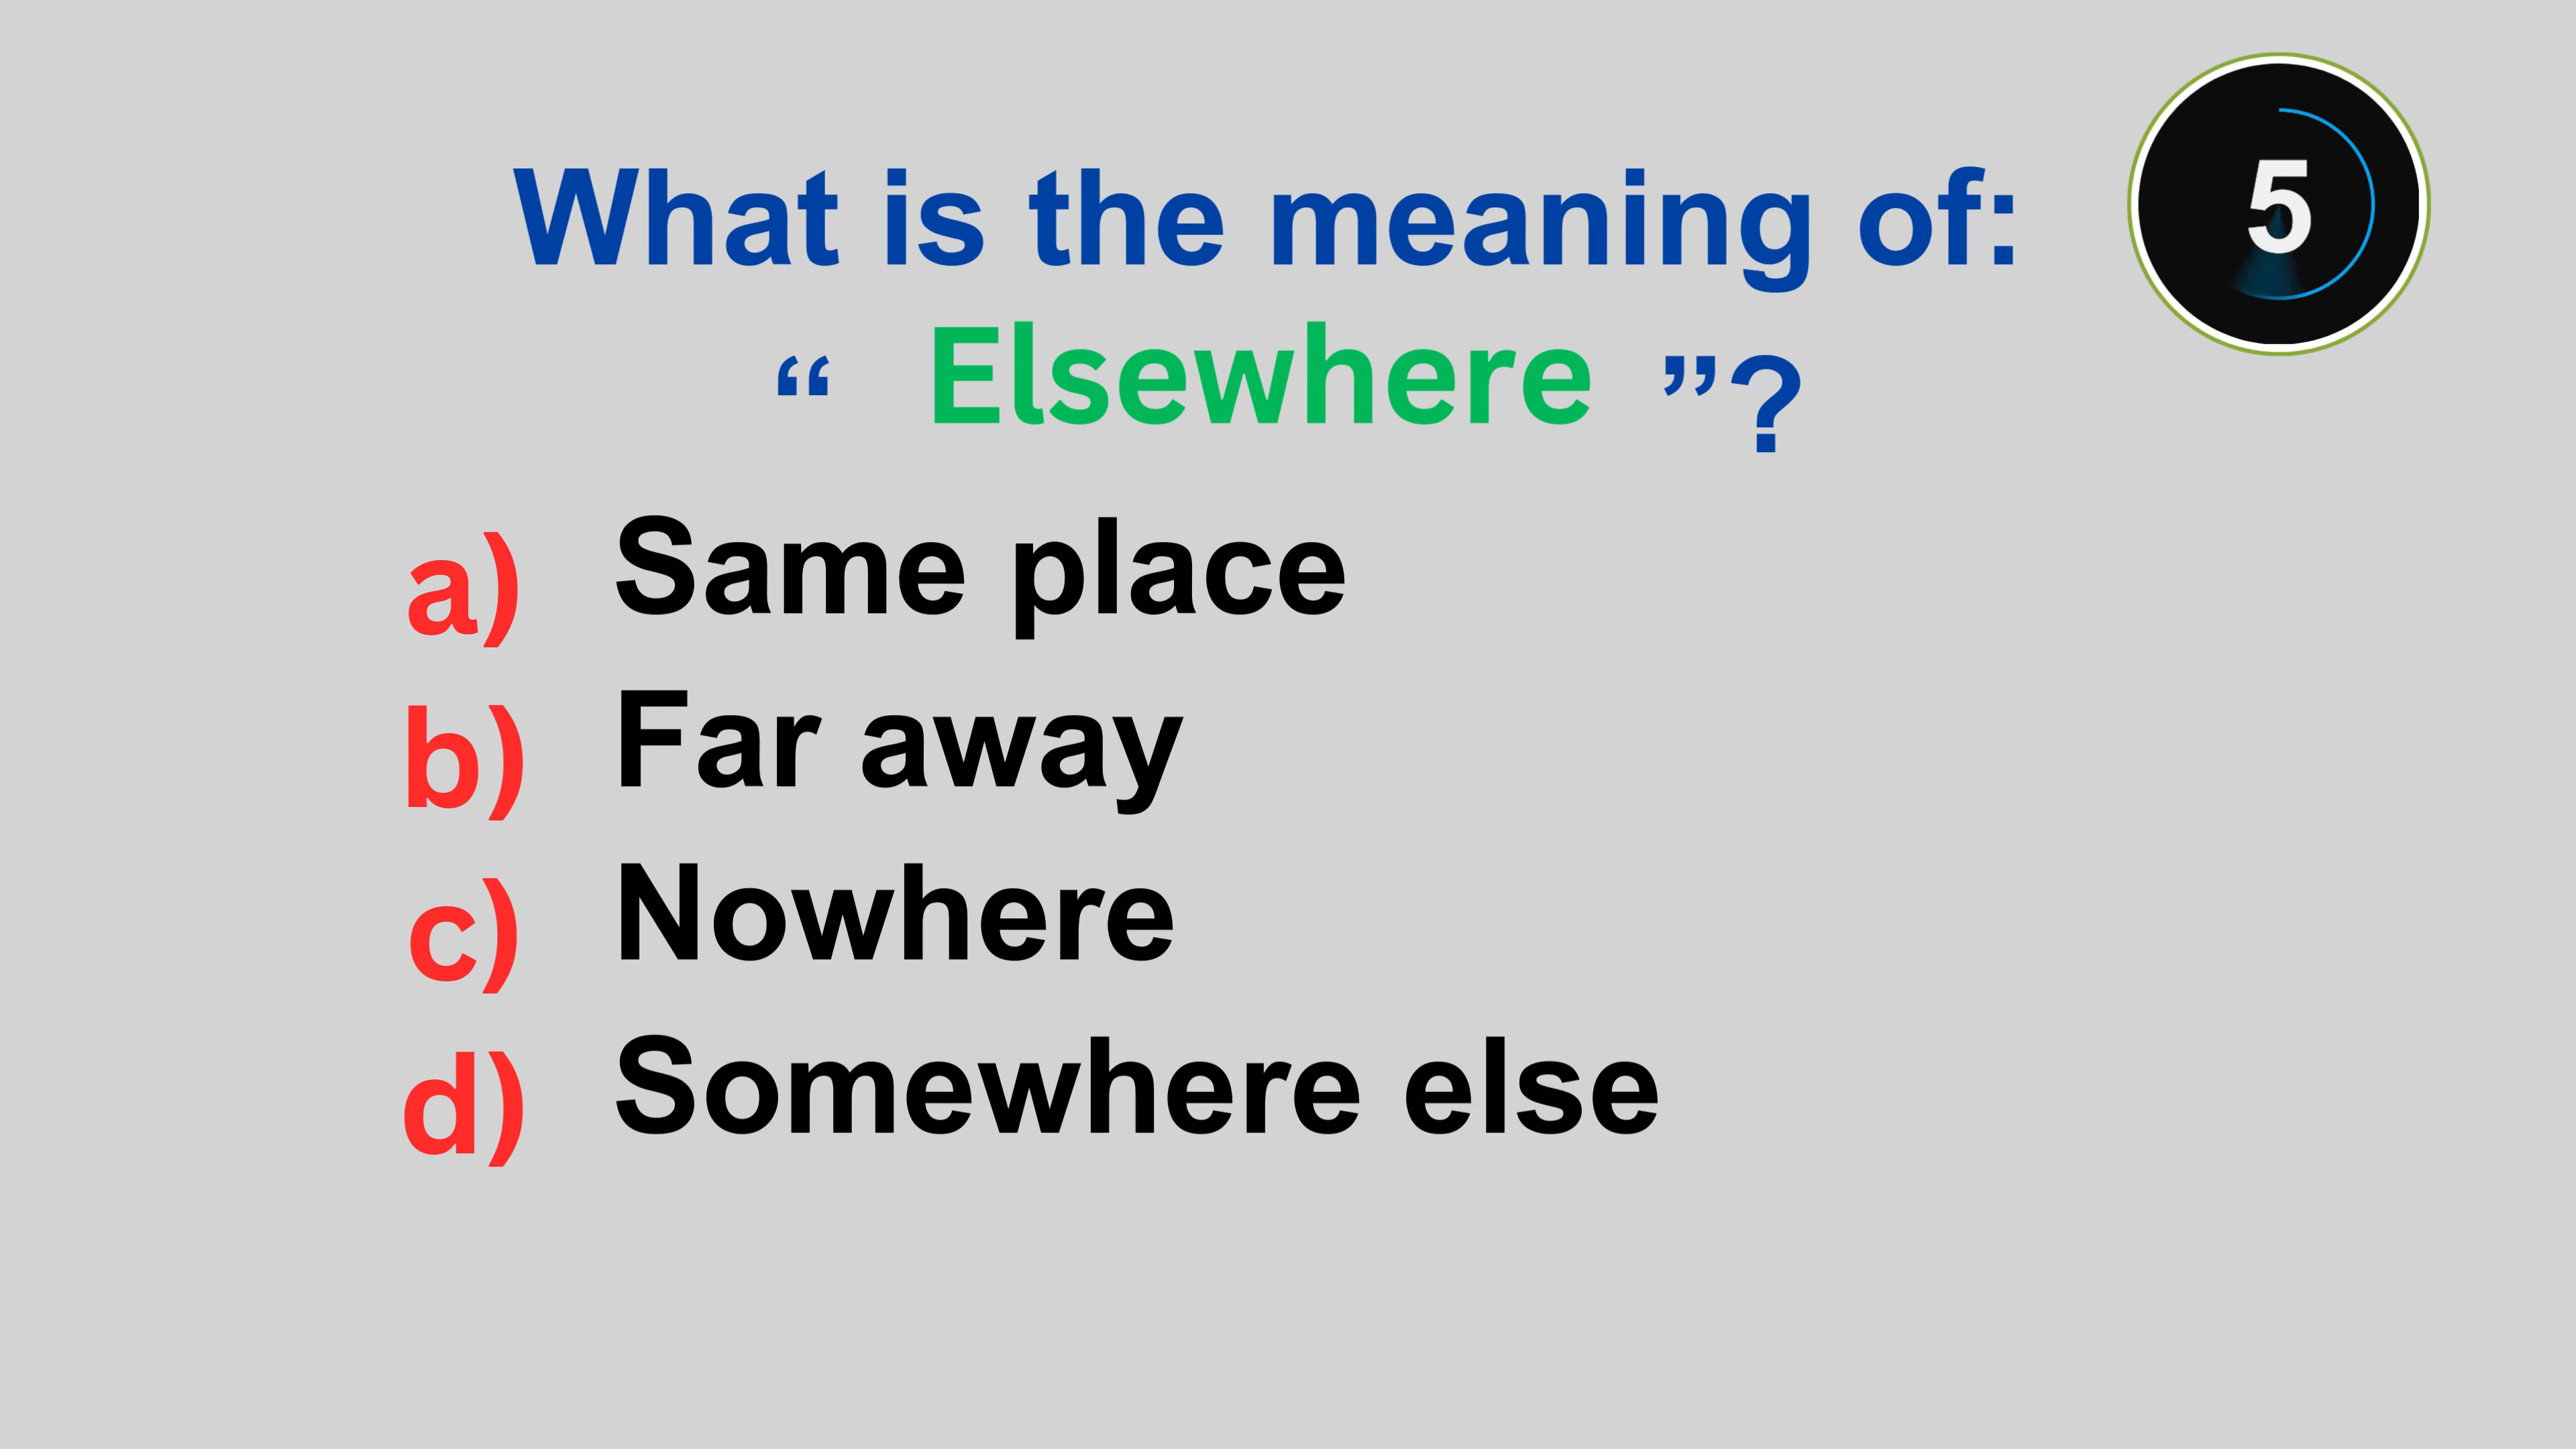 What is the meaning of:
“ Elsewhere ”?
5
a) Same place
b) Far away
c) Nowhere
d) Somewhere else